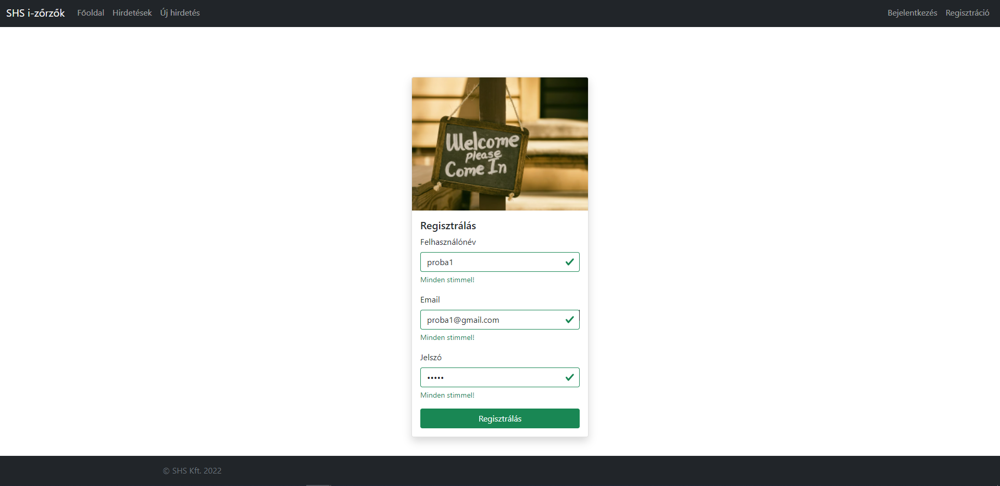 SHS i-zőrzők Főoldal Hirdetések Új hirdetés Bejelentkezés Regisztráció
Welcome
please
Come In
Regisztrálás
Felhasználónév
proba1
Minden stimmel!
Email
proba1@gmail.com
Minden stimmel!
Jelszó
•••••
Minden stimmel!
Regisztrálás
© SHS Kft. 2022